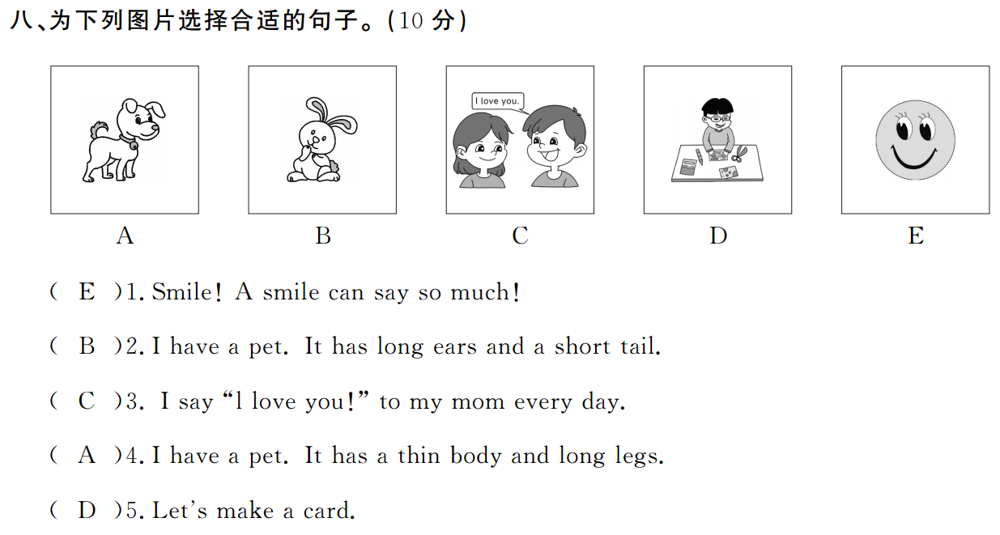 八、为下列图片选择合适的句子。(10 分)
I love you.
A B C D E
( E )1. Smile! A smile can say so much!
( B )2. I have a pet. It has long ears and a short tail.
( C )3. I say “l love you!” to my mom every day.
( A )4. I have a pet. It has a thin body and long legs.
( D )5. Let’s make a card.